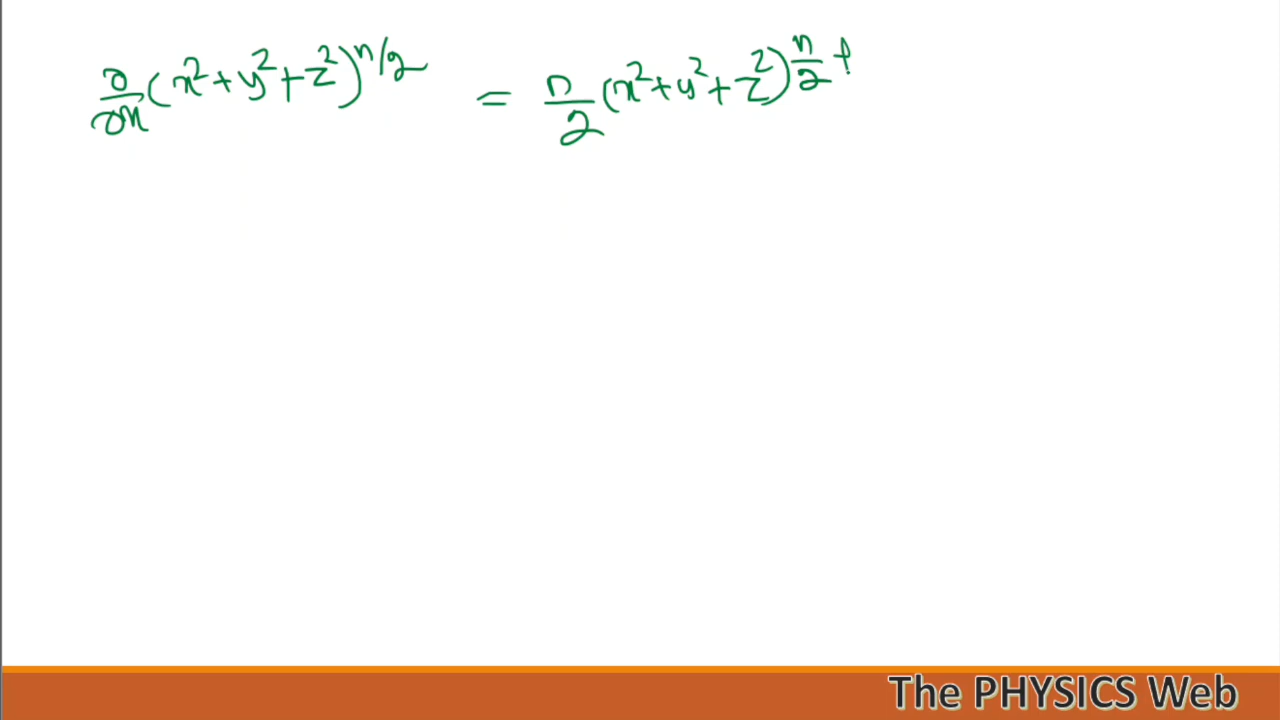 ∂/∂x (x²+y²+z²)^n/2 = n/2 (x²+y²+z²)^n/2 +
The PHYSICS Web